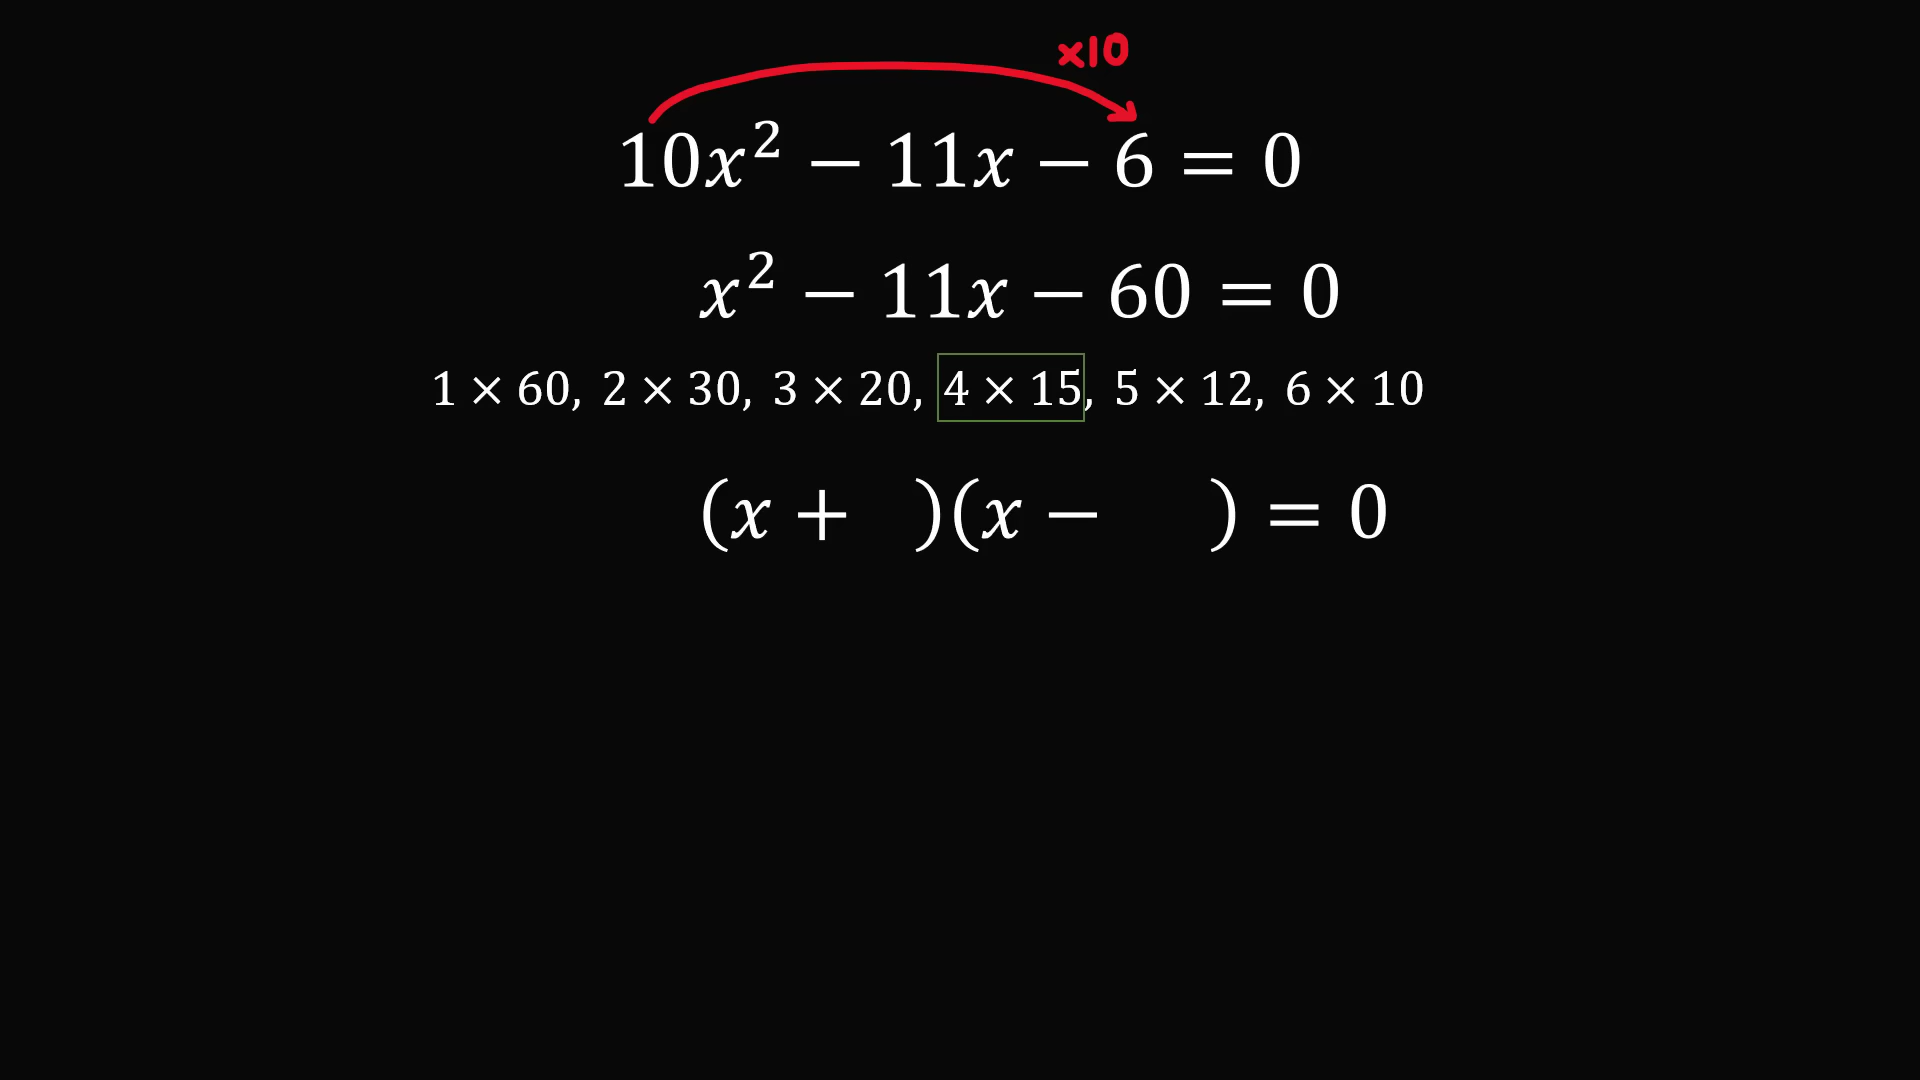 ×10
10x² − 11x − 6 = 0
x² − 11x − 60 = 0
1 × 60, 2 × 30, 3 × 20, 4 × 15, 5 × 12, 6 × 10
(x +   )(x −   ) = 0